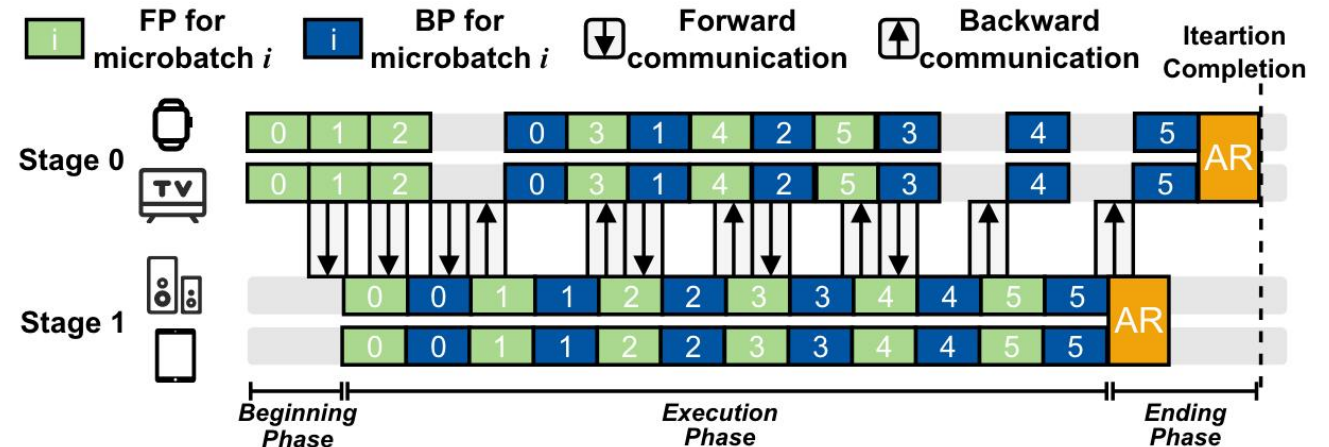 i FP for microbatch i
i BP for microbatch i
Forward communication
Backward communication
Iteartion Completion
Stage 0
0 1 2 0 3 1 4 2 5 3 4 5 AR
TV
0 1 2 0 3 1 4 2 5 3 4 5
Stage 1
0 0 1 1 2 2 3 3 4 4 5 5 AR
0 0 1 1 2 2 3 3 4 4 5 5
Beginning Phase
Execution Phase
Ending Phase